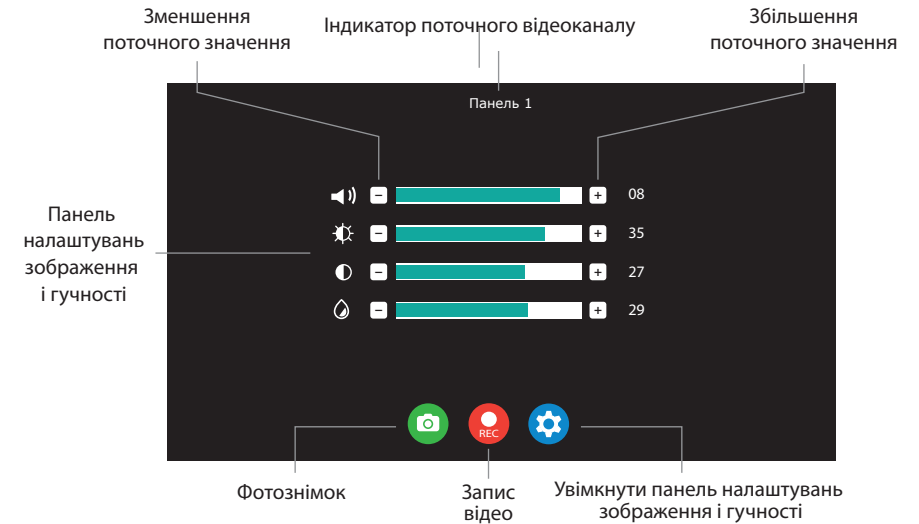 Зменшення
поточного значення
Індикатор поточного відеоканалу
Збільшення
поточного значення
Панель 1
08
35
27
29
Панель
налаштувань
зображення
і гучності
REC
Фотознімок
Запис
відео
Увімкнути панель налаштувань
зображення і гучності